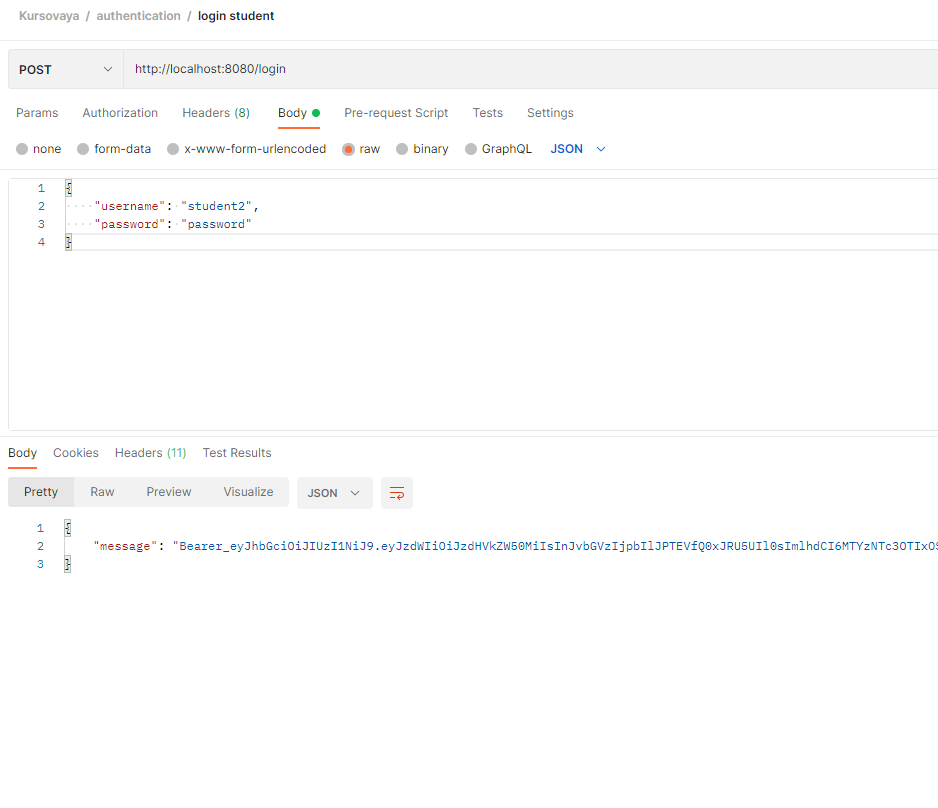 Kursovaya / authentication / login student
POST http://localhost:8080/login
Params Authorization Headers (8) Body Pre-request Script Tests Settings
none form-data x-www-form-urlencoded raw binary GraphQL JSON
1 {
2 "username": "student2",
3 "password": "password"
4 }
Body Cookies Headers (11) Test Results
Pretty Raw Preview Visualize JSON
1 {
2 "message": "Bearer_eyJhbGciOiJIUzI1NiJ9.eyJzdWIiOiJzdHVkZW50MiIsInJvbGVzIjpbIlJPTEVfQ0xJRU5UIl0sImlhdCI6MTYzNTc3OTIxOS
3 }